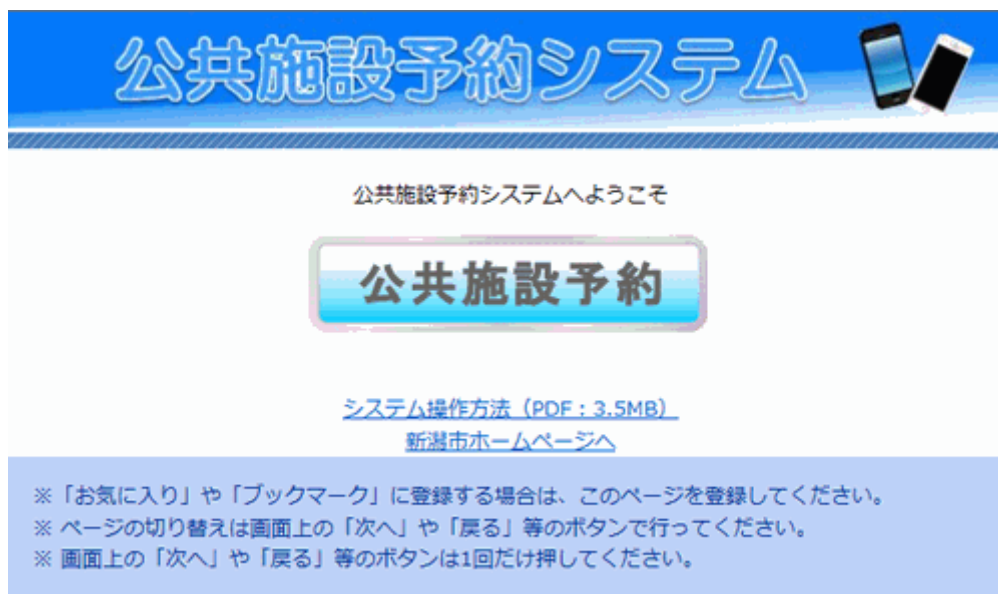 公共施設予約システム
公共施設予約システムへようこそ
公共施設予約
システム操作方法（PDF：3.5MB）
新潟市ホームページへ
※「お気に入り」や「ブックマーク」に登録する場合は、このページを登録してください。
※ ページの切り替えは画面上の「次へ」や「戻る」等のボタンで行ってください。
※ 画面上の「次へ」や「戻る」等のボタンは1回だけ押してください。